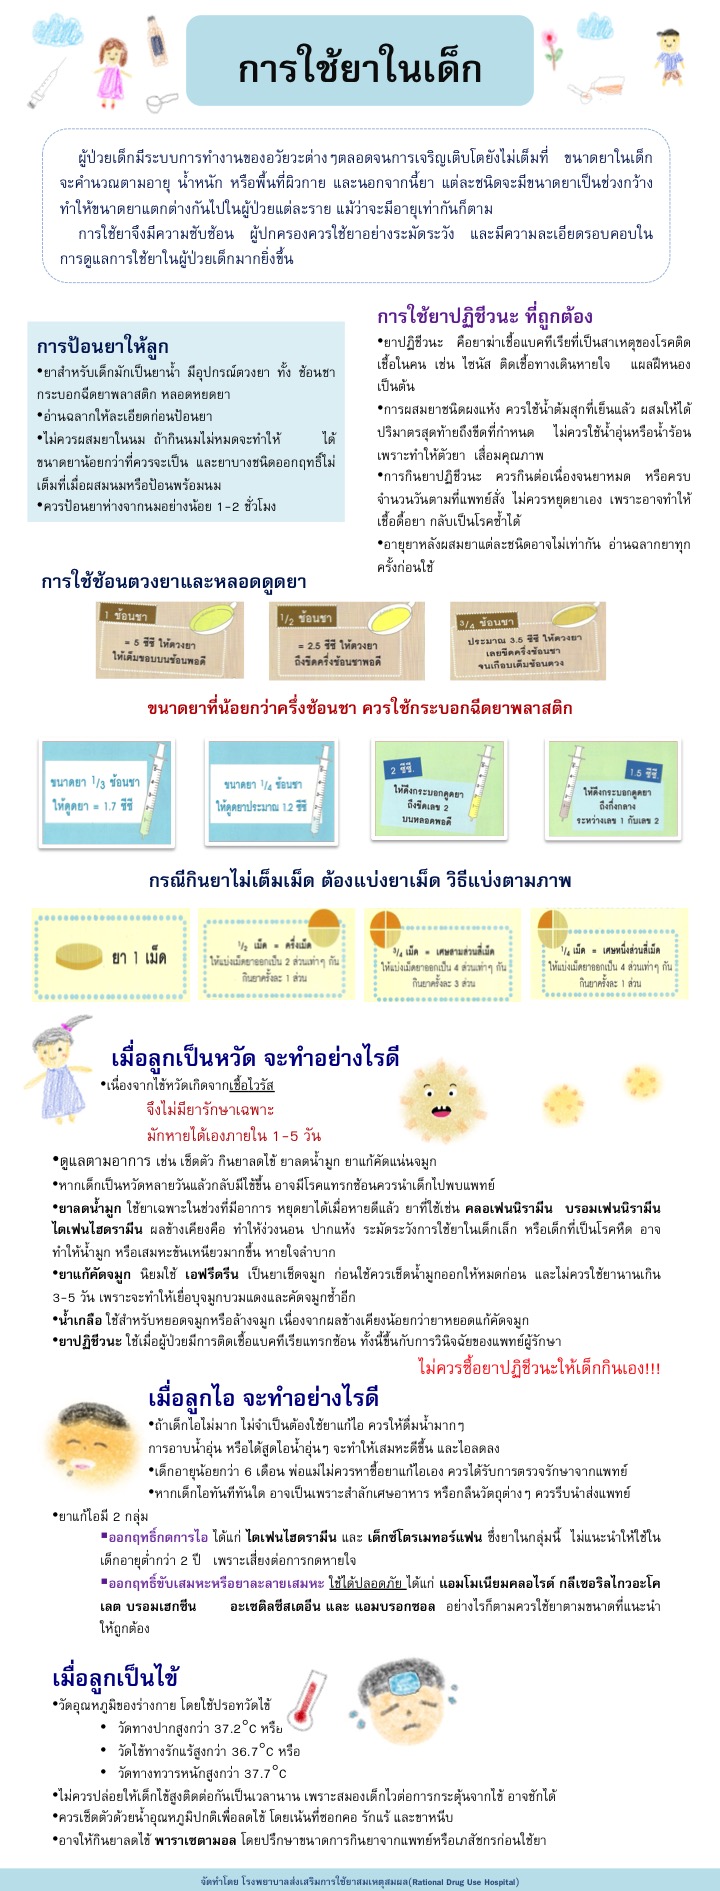 การใช้ยาในเด็ก
ผู้ป่วยเด็กมีระบบการทำงานของอวัยวะต่างๆตลอดจนการเจริญเติบโตยังไม่เต็มที่ ขนาดยาในเด็ก
จะคำนวณตามอายุ น้ำหนัก หรือพื้นที่ผิวกาย และนอกจากนี้ยา แต่ละชนิดจะมีขนาดยาเป็นช่วงกว้าง
ทำให้ขนาดยาแตกต่างกันไปในผู้ป่วยแต่ละราย แม้ว่าจะมีอายุเท่ากันก็ตาม
การใช้ยาจึงมีความซับซ้อน ผู้ปกครองควรใช้ยาอย่างระมัดระวัง และมีความละเอียดรอบคอบใน
การดูแลการใช้ยาในผู้ป่วยเด็กมากยิ่งขึ้น
การป้อนยาให้ลูก
•ยาสำหรับเด็กมักเป็นยาน้ำ มีอุปกรณ์ตวงยา ทั้ง ช้อนชา
กระบอกฉีดยาพลาสติก หลอดหยดยา
•อ่านฉลากให้ละเอียดก่อนป้อนยา
•ไม่ควรผสมยาในนม ถ้ากินนมไม่หมดจะทำให้ ได้
ขนาดยาน้อยกว่าที่ควรจะเป็น และยาบางชนิดออกฤทธิ์ไม่
เต็มที่เมื่อผสมนมหรือป้อนพร้อมนม
•ควรป้อนยาห่างจากนมอย่างน้อย 1-2 ชั่วโมง
การใช้ยาปฏิชีวนะ ที่ถูกต้อง
•ยาปฏิชีวนะ คือยาฆ่าเชื้อแบคทีเรียที่เป็นสาเหตุของโรคติด
เชื้อในคน เช่น ไซนัส ติดเชื้อทางเดินหายใจ แผลฝีหนอง
เป็นต้น
•การผสมยาชนิดผงแห้ง ควรใช้น้ำต้มสุกที่เย็นแล้ว ผสมให้ได้
ปริมาตรสุดท้ายถึงขีดที่กำหนด ไม่ควรใช้น้ำอุ่นหรือน้ำร้อน
เพราะทำให้ตัวยา เสื่อมคุณภาพ
•การกินยาปฏิชีวนะ ควรกินต่อเนื่องจนยาหมด หรือครบ
จำนวนวันตามที่แพทย์สั่ง ไม่ควรหยุดยาเอง เพราะอาจทำให้
เชื้อดื้อยา กลับเป็นโรคซ้ำได้
•อายุยาหลังผสมยาแต่ละชนิดอาจไม่เท่ากัน อ่านฉลากยาทุก
ครั้งก่อนใช้
การใช้ช้อนตวงยาและหลอดดูดยา
1 ช้อนชา
= 5 ซีซี ให้ตวงยา
ให้เต็มขอบบนช้อนพอดี
1/2 ช้อนชา
= 2.5 ซีซี ให้ตวงยา
ถึงขีดครึ่งช้อนชาพอดี
3/4 ช้อนชา
ประมาณ 3.5 ซีซี ให้ตวงยา
เลยขีดครึ่งช้อนชา
จนเกือบเต็มช้อนตวง
ขนาดยาที่น้อยกว่าครึ่งช้อนชา ควรใช้กระบอกฉีดยาพลาสติก
ขนาดยา 1/3 ช้อนชา
ให้ดูดยา = 1.7 ซีซี
ขนาดยา 1/4 ช้อนชา
ให้ดูดยาประมาณ 1.2 ซีซี
2 ซีซี.
ให้ดึงกระบอกดูดยา
ถึงขีดเลข 2
บนหลอดพอดี
1.5 ซีซี.
ให้ดึงกระบอกดูดยา
ถึงกึ่งกลาง
ระหว่างเลข 1 กับเลข 2
กรณีกินยาไม่เต็มเม็ด ต้องแบ่งยาเม็ด วิธีแบ่งตามภาพ
ยา 1 เม็ด
1/2 เม็ด = ครึ่งเม็ด
ให้แบ่งเม็ดยาออกเป็น 2 ส่วนเท่าๆ กัน
กินยาครั้งละ 1 ส่วน
3/4 เม็ด = เศษสามส่วนสี่เม็ด
ให้แบ่งเม็ดยาออกเป็น 4 ส่วนเท่าๆ กัน
กินยาครั้งละ 3 ส่วน
1/4 เม็ด = เศษหนึ่งส่วนสี่เม็ด
ให้แบ่งเม็ดยาออกเป็น 4 ส่วนเท่าๆ กัน
กินยาครั้งละ 1 ส่วน
เมื่อลูกเป็นหวัด จะทำอย่างไรดี
•เนื่องจากไข้หวัดเกิดจากเชื้อไวรัส
จึงไม่มียารักษาเฉพาะ
มักหายได้เองภายใน 1-5 วัน
•ดูแลตามอาการ เช่น เช็ดตัว กินยาลดไข้ ยาลดน้ำมูก ยาแก้คัดแน่นจมูก
•หากเด็กเป็นหวัดหลายวันแล้วกลับมีไข้ขึ้น อาจมีโรคแทรกซ้อนควรนำเด็กไปพบแพทย์
•ยาลดน้ำมูก ใช้ยาเฉพาะในช่วงที่มีอาการ หยุดยาได้เมื่อหายดีแล้ว ยาที่ใช้เช่น คลอเฟนนิรามีน บรอมเฟนนิรามีน
ไดเฟนไฮดรามีน ผลข้างเคียงคือ ทำให้ง่วงนอน ปากแห้ง ระมัดระวังการใช้ยาในเด็กเล็ก หรือเด็กที่เป็นโรคหืด อาจ
ทำให้น้ำมูก หรือเสมหะข้นเหนียวมากขึ้น หายใจลำบาก
•ยาแก้คัดจมูก นิยมใช้ เอฟรีดรีน เป็นยาเช็ดจมูก ก่อนใช้ควรเช็ดน้ำมูกออกให้หมดก่อน และไม่ควรใช้ยานานเกิน
3-5 วัน เพราะจะทำให้เยื่อบุจมูกบวมแดงและคัดจมูกซ้ำอีก
•น้ำเกลือ ใช้สำหรับหยอดจมูกหรือล้างจมูก เนื่องจากผลข้างเคียงน้อยกว่ายาหยอดแก้คัดจมูก
•ยาปฏิชีวนะ ใช้เมื่อผู้ป่วยมีการติดเชื้อแบคทีเรียแทรกซ้อน ทั้งนี้ขึ้นกับการวินิจฉัยของแพทย์ผู้รักษา
ไม่ควรซื้อยาปฏิชีวนะให้เด็กกินเอง!!!
เมื่อลูกไอ จะทำอย่างไรดี
•ถ้าเด็กไอไม่มาก ไม่จำเป็นต้องใช้ยาแก้ไอ ควรให้ดื่มน้ำมากๆ
การอาบน้ำอุ่น หรือได้สูดไอน้ำอุ่นๆ จะทำให้เสมหะดีขึ้น และไอลดลง
•เด็กอายุน้อยกว่า 6 เดือน พ่อแม่ไม่ควรหาซื้อยาแก้ไอเอง ควรได้รับการตรวจรักษาจากแพทย์
•หากเด็กไอทันทีทันใด อาจเป็นเพราะสำลักเศษอาหาร หรือกลืนวัตถุต่างๆ ควรรีบนำส่งแพทย์
•ยาแก้ไอมี 2 กลุ่ม
▪ออกฤทธิ์กดการไอ ได้แก่ ไดเฟนไฮดรามีน และ เด็กซ์โตรเมทอร์แฟน ซึ่งยาในกลุ่มนี้ ไม่แนะนำให้ใช้ใน
เด็กอายุต่ำกว่า 2 ปี เพราะเสี่ยงต่อการกดหายใจ
▪ออกฤทธิ์ขับเสมหะหรือยาละลายเสมหะ ใช้ได้ปลอดภัย ได้แก่ แอมโมเนียมคลอไรด์ กลีเซอริลไกวอะโค
เลต บรอมเฮกซีน อะเซติลซีสเตอีน และ แอมบรอกซอล อย่างไรก็ตามควรใช้ยาตามขนาดที่แนะนำ
ให้ถูกต้อง
เมื่อลูกเป็นไข้
•วัดอุณหภูมิของร่างกาย โดยใช้ปรอทวัดไข้
• วัดทางปากสูงกว่า 37.2°C หรือ
• วัดไข้ทางรักแร้สูงกว่า 36.7°C หรือ
• วัดทางทวารหนักสูงกว่า 37.7°C
•ไม่ควรปล่อยให้เด็กไข้สูงติดต่อกันเป็นเวลานาน เพราะสมองเด็กไวต่อการกระตุ้นจากไข้ อาจชักได้
•ควรเช็ดตัวด้วยน้ำอุณหภูมิปกติเพื่อลดไข้ โดยเน้นที่ซอกคอ รักแร้ และขาหนีบ
•อาจให้กินยาลดไข้ พาราเซตามอล โดยปรึกษาขนาดการกินยาจากแพทย์หรือเภสัชกรก่อนใช้ยา
จัดทำโดย โรงพยาบาลส่งเสริมการใช้ยาสมเหตุสมผล(Rational Drug Use Hospital)